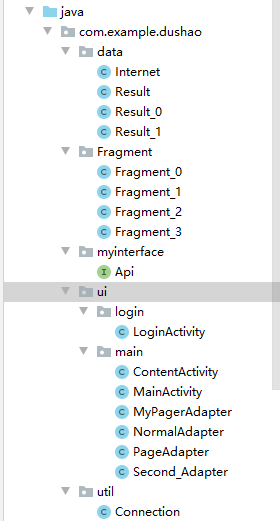 java
com.example.dushao
data
Internet
Result
Result_0
Result_1
Fragment
Fragment_0
Fragment_1
Fragment_2
Fragment_3
myinterface
Api
ui
login
LoginActivity
main
ContentActivity
MainActivity
MyPagerAdapter
NormalAdapter
PageAdapter
Second_Adapter
util
Connection